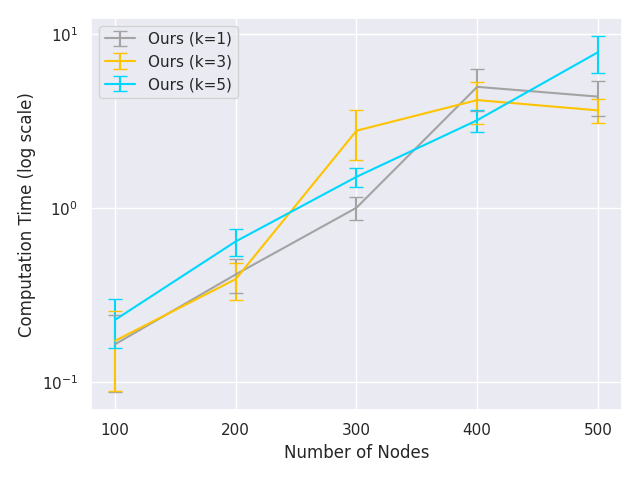 Ours (k=1)
Ours (k=3)
Ours (k=5)
Computation Time (log scale)
10¹
10⁰
10⁻¹
100 200 300 400 500
Number of Nodes